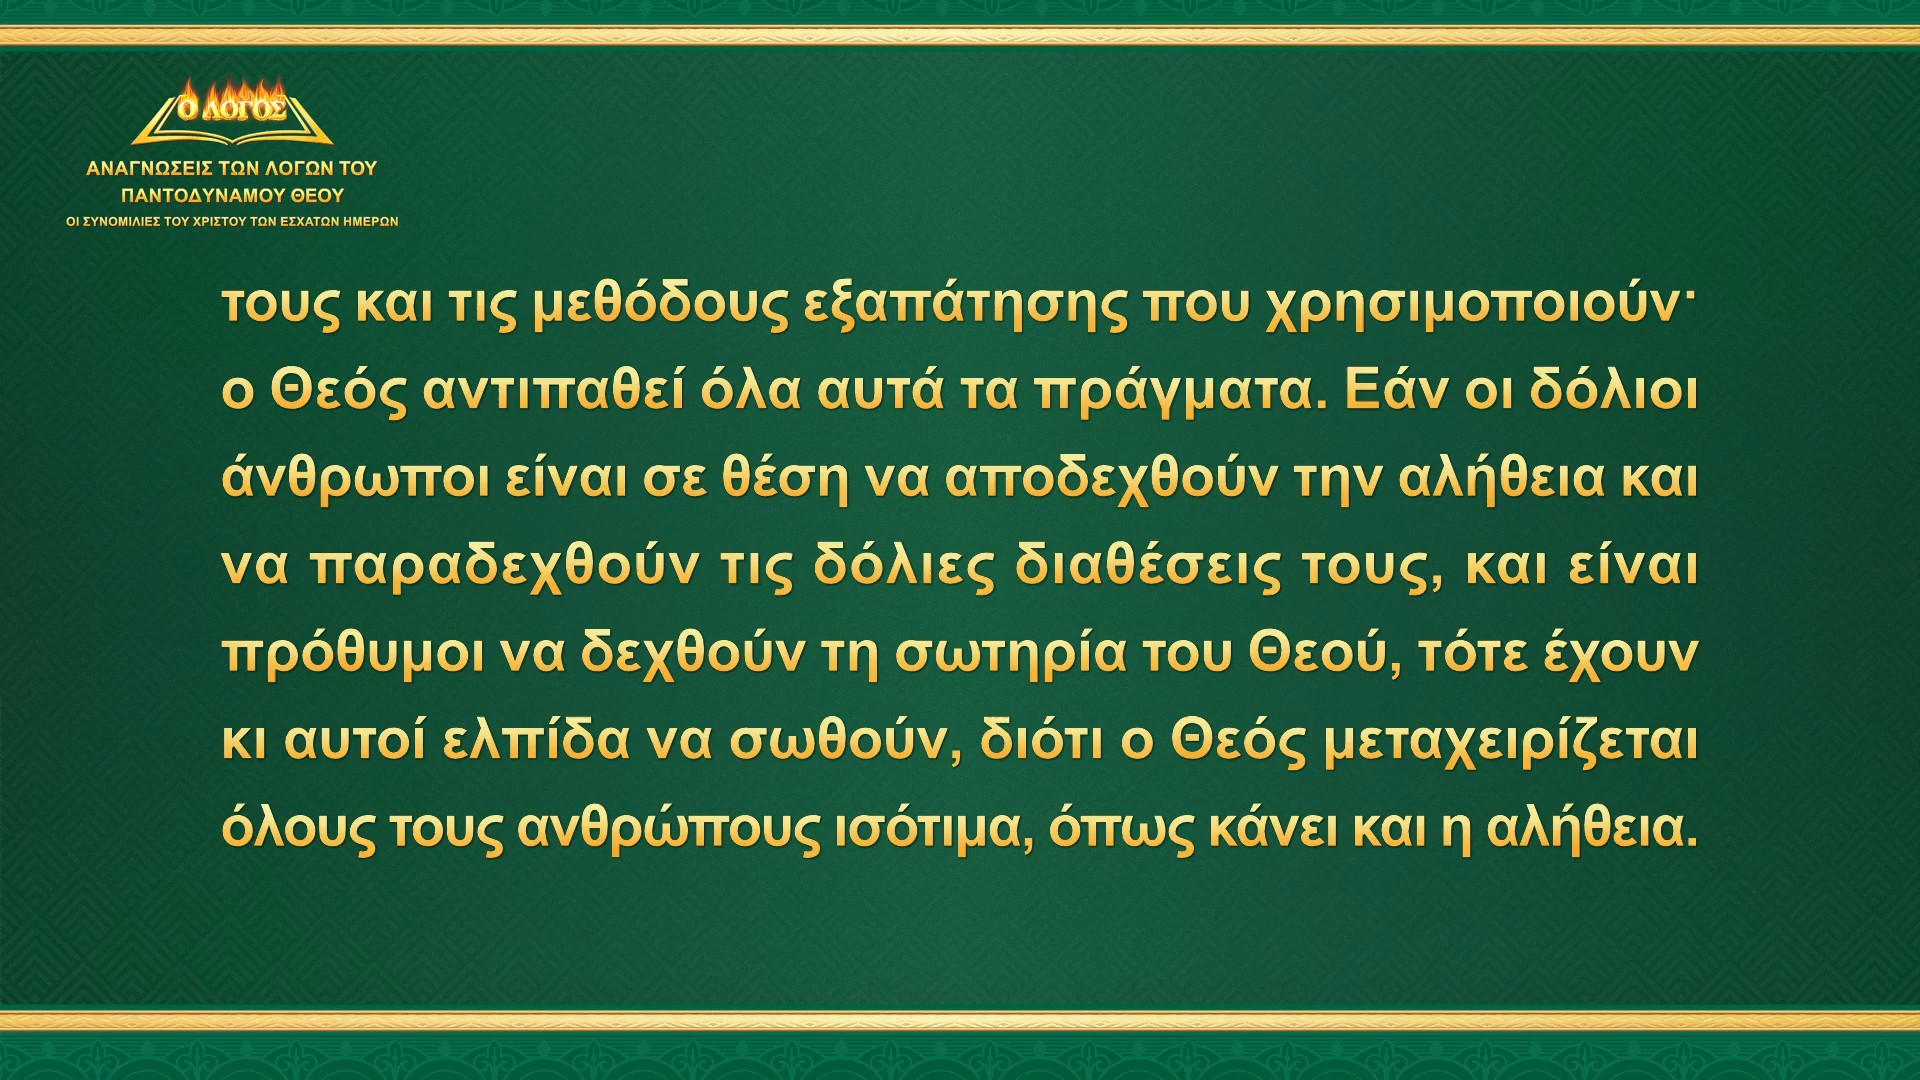 Ο ΛΟΓΟΣ
ΑΝΑΓΝΩΣΕΙΣ ΤΩΝ ΛΟΓΩΝ ΤΟΥ
ΠΑΝΤΟΔΥΝΑΜΟΥ ΘΕΟΥ
ΟΙ ΣΥΝΟΜΙΛΙΕΣ ΤΟΥ ΧΡΙΣΤΟΥ ΤΩΝ ΕΣΧΑΤΩΝ ΗΜΕΡΩΝ
τους και τις μεθόδους εξαπάτησης που χρησιμοποιούν·
ο Θεός αντιπαθεί όλα αυτά τα πράγματα. Εάν οι δόλιοι
άνθρωποι είναι σε θέση να αποδεχθούν την αλήθεια και
να παραδεχθούν τις δόλιες διαθέσεις τους, και είναι
πρόθυμοι να δεχθούν τη σωτηρία του Θεού, τότε έχουν
κι αυτοί ελπίδα να σωθούν, διότι ο Θεός μεταχειρίζεται
όλους τους ανθρώπους ισότιμα, όπως κάνει και η αλήθεια.